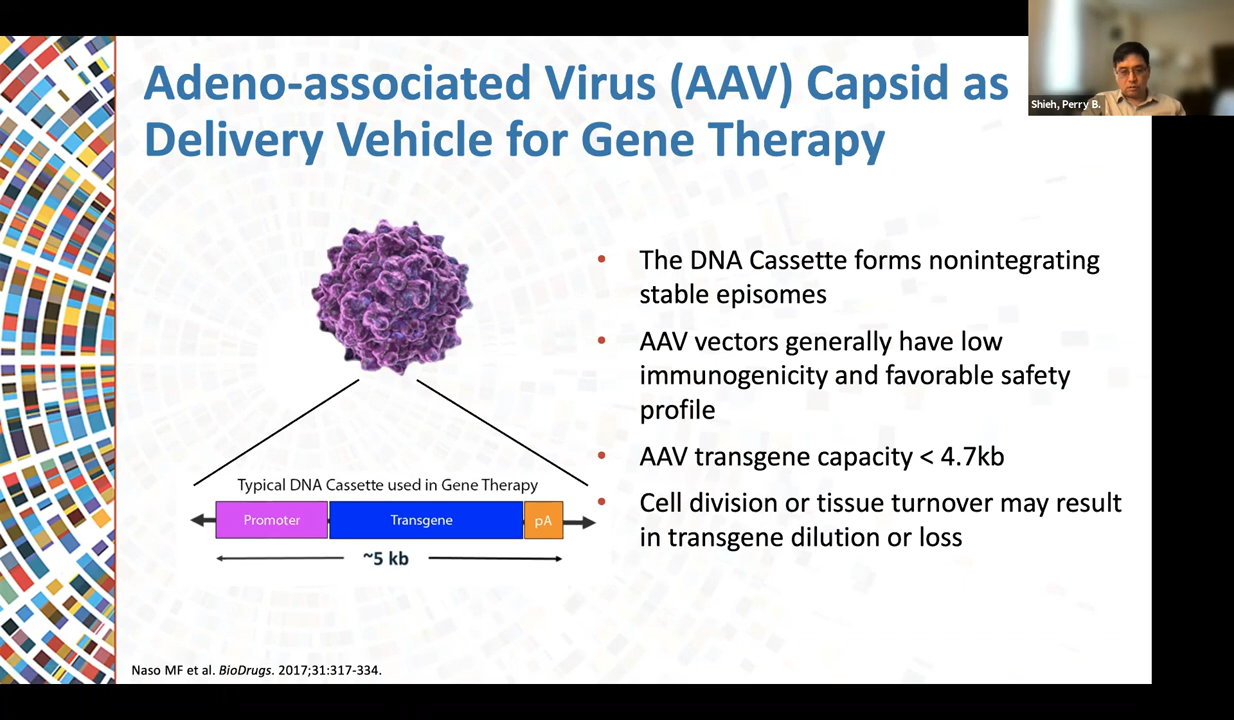 Adeno-associated Virus (AAV) Capsid as
Delivery Vehicle for Gene Therapy
Shieh, Perry B.
• The DNA Cassette forms nonintegrating
stable episomes
• AAV vectors generally have low
immunogenicity and favorable safety
profile
• AAV transgene capacity < 4.7kb
• Cell division or tissue turnover may result
in transgene dilution or loss
Typical DNA Cassette used in Gene Therapy
Promoter Transgene pA
~5 kb
Naso MF et al. BioDrugs. 2017;31:317-334.